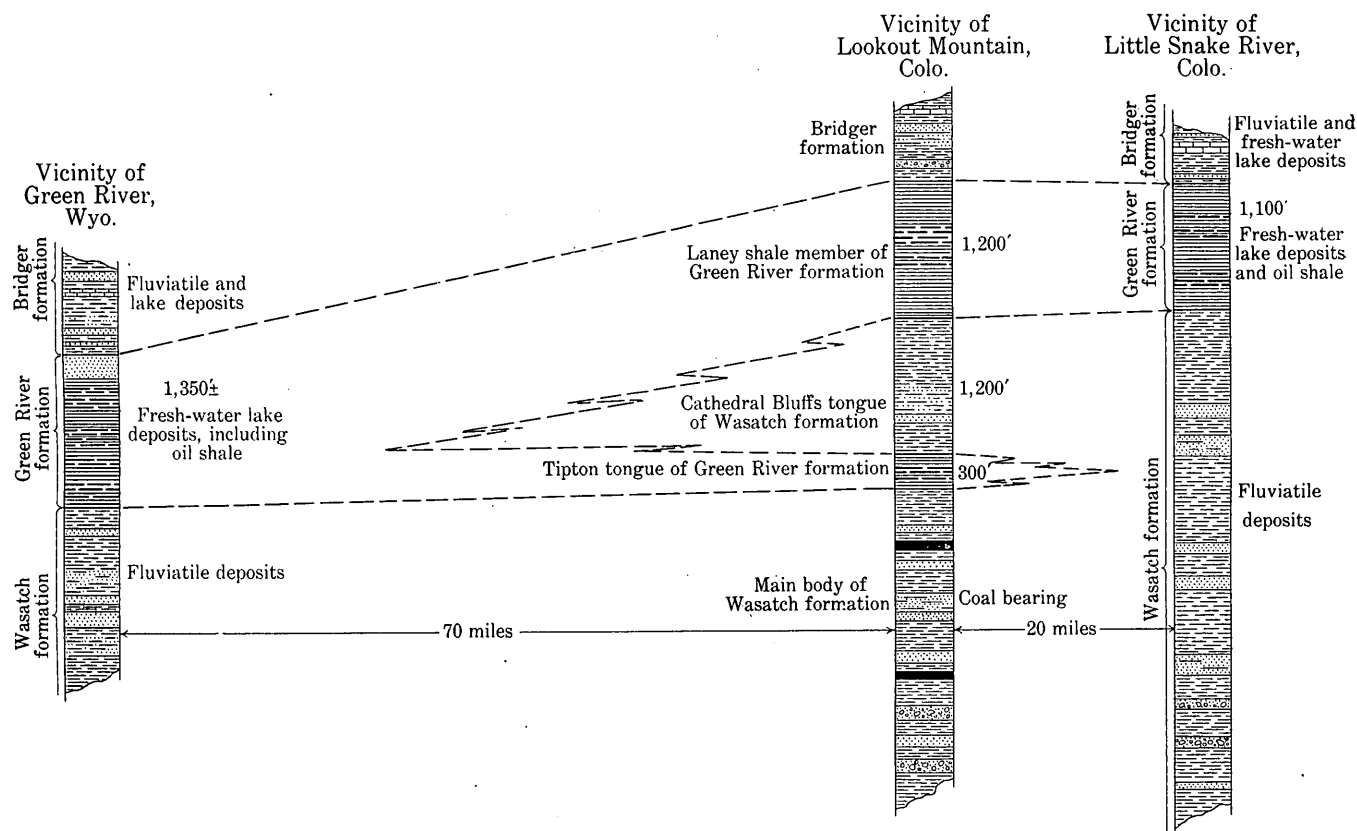 Vicinity of
Green River,
Wyo.
Bridger
formation
Fluviatile and
lake deposits
Green River
formation
1,350'±
Fresh-water lake
deposits, including
oil shale
Wasatch
formation
Fluviatile deposits
70 miles
Vicinity of
Lookout Mountain,
Colo.
Bridger
formation
Laney shale member of
Green River formation
1,200'
Cathedral Bluffs tongue
of Wasatch formation
1,200'
Tipton tongue of Green River formation
300'
Main body of
Wasatch formation
Coal bearing
20 miles
Vicinity of
Little Snake River,
Colo.
Bridger
formation
Fluviatile and
fresh-water
lake deposits
Green River
formation
1,100'
Fresh-water
lake deposits
and oil shale
Wasatch formation
Fluviatile
deposits